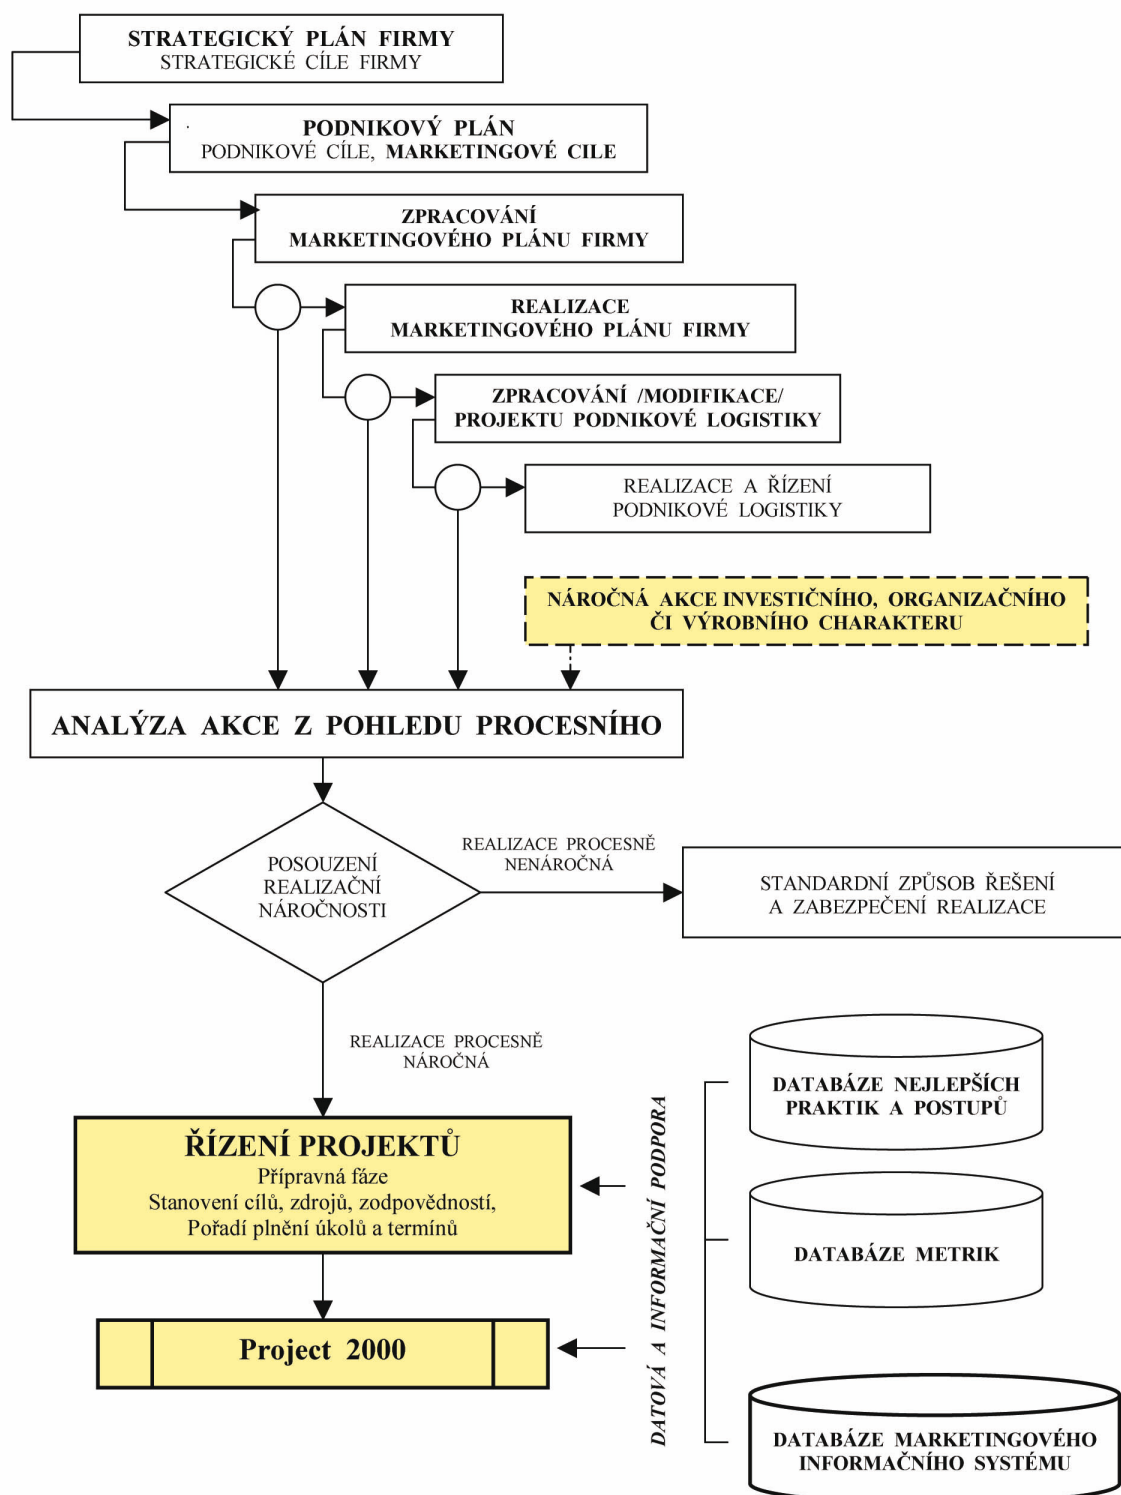 STRATEGICKÝ PLÁN FIRMY
STRATEGICKÉ CÍLE FIRMY
PODNIKOVÝ PLÁN
PODNIKOVÉ CÍLE, MARKETINGOVÉ CILE
ZPRACOVÁNÍ
MARKETINGOVÉHO PLÁNU FIRMY
REALIZACE
MARKETINGOVÉHO PLÁNU FIRMY
ZPRACOVÁNÍ /MODIFIKACE/
PROJEKTU PODNIKOVÉ LOGISTIKY
REALIZACE A ŘÍZENÍ
PODNIKOVÉ LOGISTIKY
NÁROČNÁ AKCE INVESTIČNÍHO, ORGANIZAČNÍHO
ČI VÝROBNÍHO CHARAKTERU
ANALÝZA AKCE Z POHLEDU PROCESNÍHO
POSOUZENÍ
REALIZAČNÍ
NÁROČNOSTI
REALIZACE PROCESNĚ
NENÁROČNÁ
STANDARDNÍ ZPŮSOB ŘEŠENÍ
A ZABEZPEČENÍ REALIZACE
REALIZACE PROCESNĚ
NÁROČNÁ
ŘÍZENÍ PROJEKTŮ
Přípravná fáze
Stanovení cílů, zdrojů, zodpovědností,
Pořadí plnění úkolů a termínů
Project 2000
DATOVÁ A INFORMAČNÍ PODPORA
DATABÁZE NEJLEPŠÍCH
PRAKTIK A POSTUPŮ
DATABÁZE METRIK
DATABÁZE MARKETINGOVÉHO
INFORMAČNÍHO SYSTÉMU